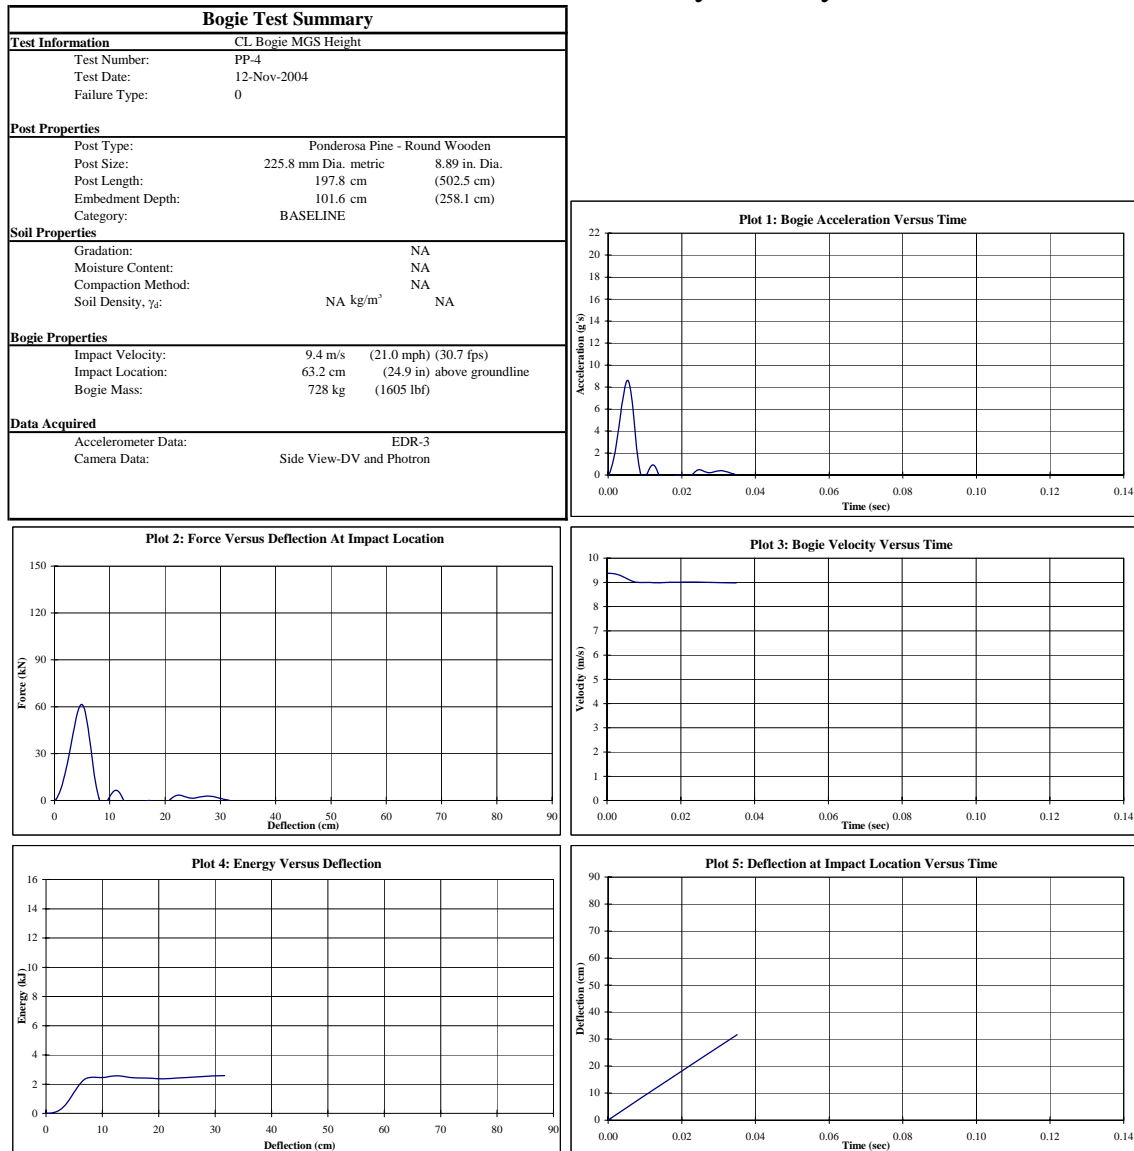 Bogie Test Summary
Test Information CL Bogie MGS Height
Test Number: PP-4
Test Date: 12-Nov-2004
Failure Type: 0
Post Properties
Post Type: Ponderosa Pine - Round Wooden
Post Size: 225.8 mm Dia. metric 8.89 in. Dia.
Post Length: 197.8 cm (502.5 cm)
Embedment Depth: 101.6 cm (258.1 cm)
Category: BASELINE
Soil Properties
Gradation: NA
Moisture Content: NA
Compaction Method: NA
Soil Density, γd: NA kg/m³ NA
Bogie Properties
Impact Velocity: 9.4 m/s (21.0 mph) (30.7 fps)
Impact Location: 63.2 cm (24.9 in) above groundline
Bogie Mass: 728 kg (1605 lbf)
Data Acquired
Accelerometer Data: EDR-3
Camera Data: Side View-DV and Photron
Plot 1: Bogie Acceleration Versus Time
22
20
18
16
14
12
10
8
6
4
2
0
Acceleration (g's)
0.00 0.02 0.04 0.06 0.08 0.10 0.12 0.14
Time (sec)
Plot 2: Force Versus Deflection At Impact Location
150
120
90
60
30
0
Force (kN)
0 10 20 30 40 50 60 70 80 90
Deflection (cm)
Plot 3: Bogie Velocity Versus Time
10
9
8
7
6
5
4
3
2
1
0
Velocity (m/s)
0.00 0.02 0.04 0.06 0.08 0.10 0.12 0.14
Time (sec)
Plot 4: Energy Versus Deflection
16
14
12
10
8
6
4
2
0
Energy (kJ)
0 10 20 30 40 50 60 70 80 90
Deflection (cm)
Plot 5: Deflection at Impact Location Versus Time
90
80
70
60
50
40
30
20
10
0
Deflection (cm)
0.00 0.02 0.04 0.06 0.08 0.10 0.12 0.14
Time (sec)